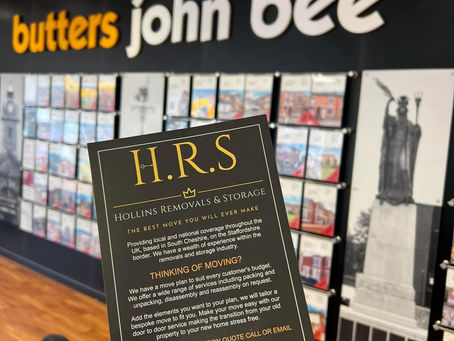 butters john bee
H.R.S
HOLLINS REMOVALS & STORAGE
THE BEST MOVE YOU WILL EVER MAKE
Providing local and national coverage throughout the
UK, based in South Cheshire, on the Staffordshire
border. We have a wealth of experience within the
removals and storage industry.
THINKING OF MOVING?
We have a move plan to suit every customer's budget.
We offer a wide range of services including packing and
unpacking, disassembly and reassembly on request.
Add the elements you want to your plan, we will tailor a
bespoke move to fit you. Make your move easy with our
door to door service making the transition from your old
property to your new home stress free.
QUOTE CALL OR EMAIL